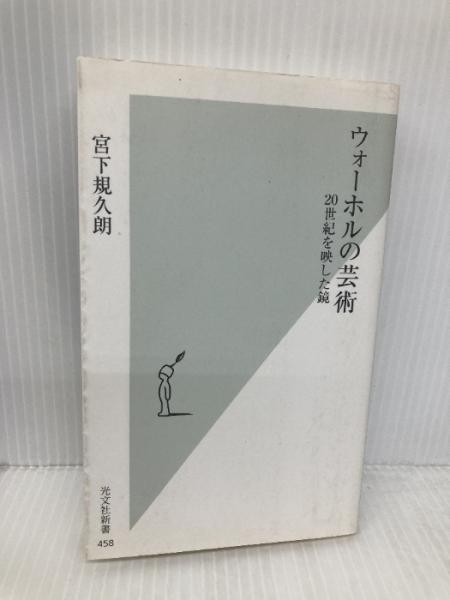 ウォーホルの芸術
20世紀を映した鏡
宮下規久朗
光文社新書
458